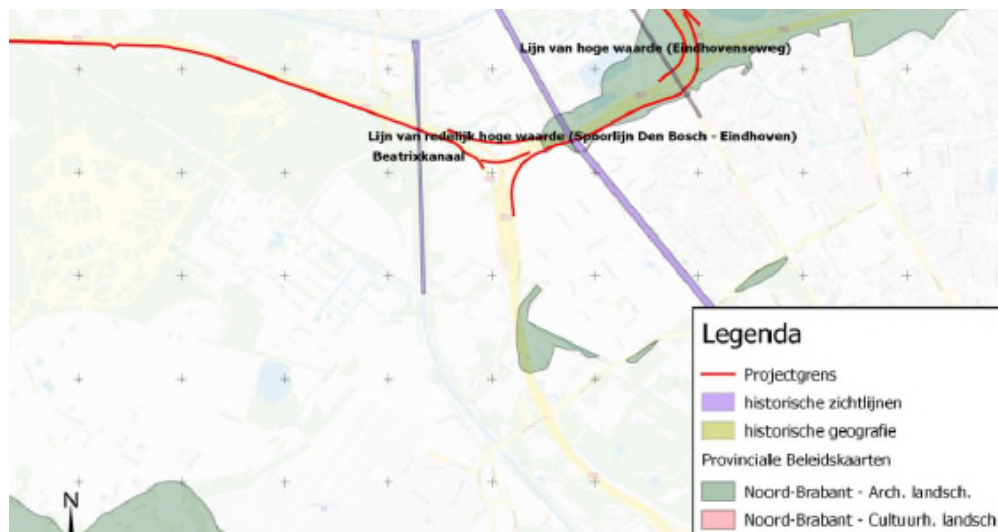 Lijn van hoge waarde (Eindhovenseweg)
Lijn van redelijk hoge waarde (Spoorlijn Den Bosch - Eindhoven)
Beatrixkanaal
Legenda
Projectgrens
historische zichtlijnen
historische geografie
Provinciale Beleidskaarten
Noord-Brabant - Arch. landsch.
Noord-Brabant - Cultuurh. landsch
N